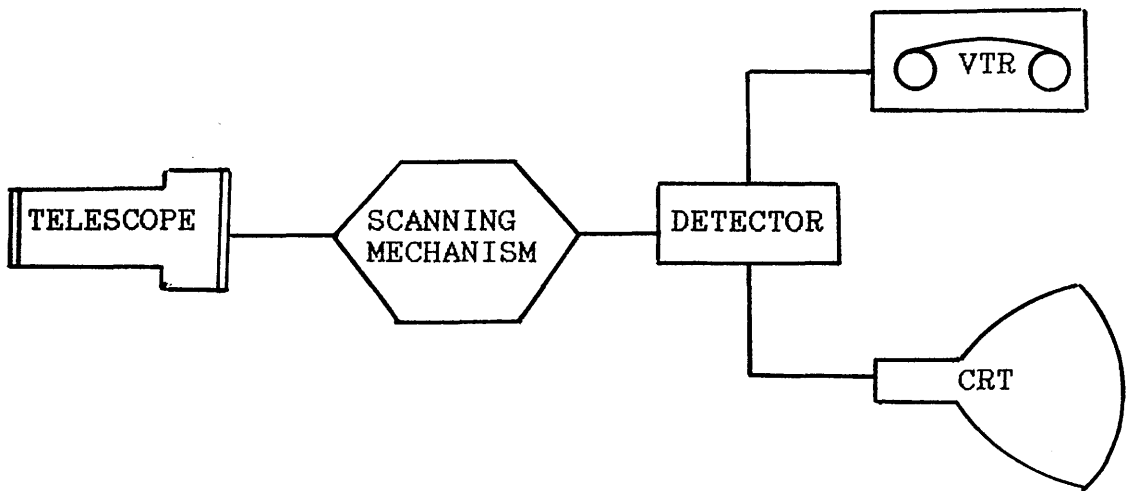 VTR
TELESCOPE
SCANNING
MECHANISM
DETECTOR
CRT